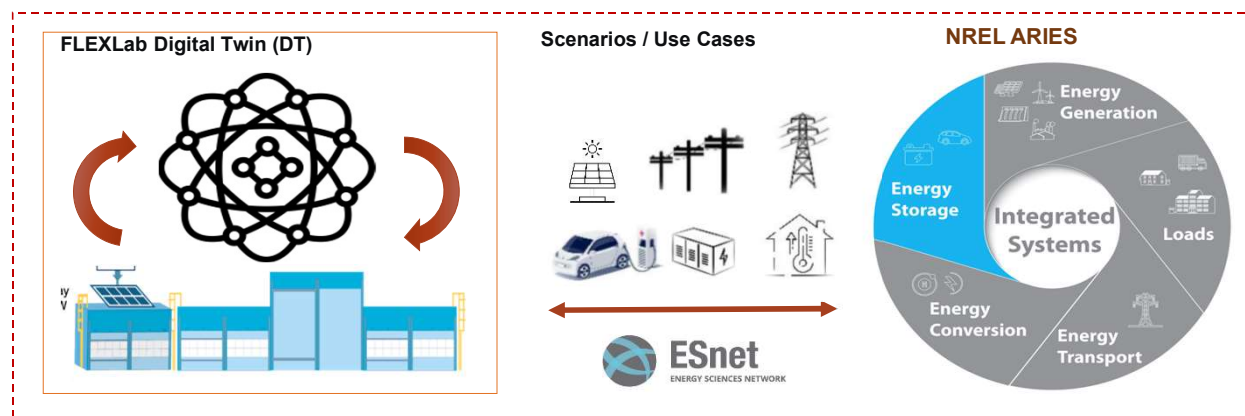 FLEXLab Digital Twin (DT)
Scenarios / Use Cases
NREL ARIES
Energy
Generation
Energy
Storage
Integrated
Systems
Loads
Energy
Conversion
Energy
Transport
ESnet
ENERGY SCIENCES NETWORK